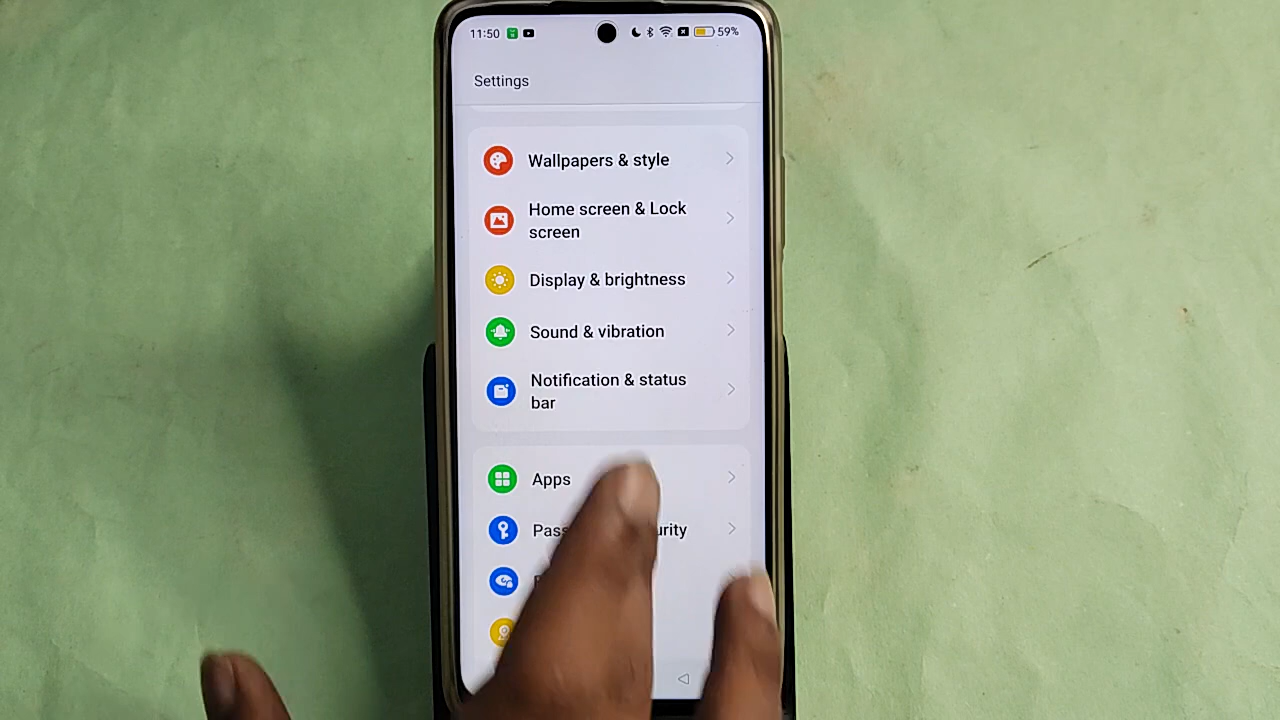 11:50
59%
Settings
Wallpapers & style
Home screen & Lock
screen
Display & brightness
Sound & vibration
Notification & status
bar
Apps